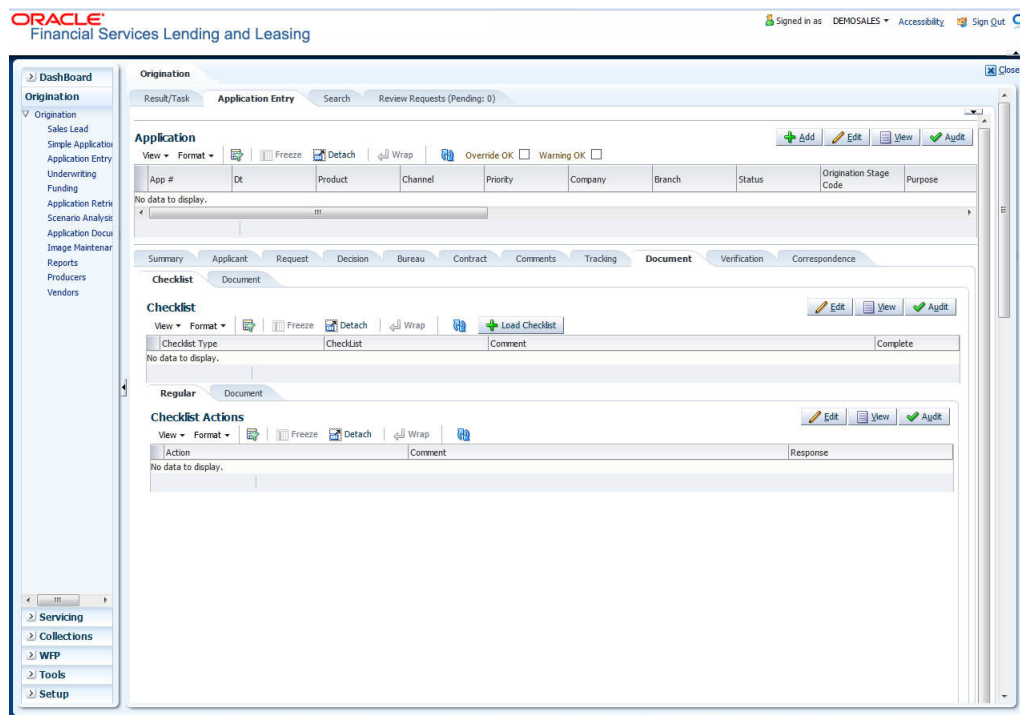 ORACLE
Financial Services Lending and Leasing
Signed in as DEMOSALES Accessibility Sign Out
Close
DashBoard
Origination
Origination
Sales Lead
Simple Application
Application Entry
Underwriting
Funding
Application Retrie
Scenario Analysis
Application Docu
Image Maintenar
Reports
Producers
Vendors
Servicing
Collections
WFP
Tools
Setup
Origination
Result/Task Application Entry Search Review Requests (Pending: 0)
Application
Add Edit View Audit
View Format Freeze Detach Wrap Override OK Warning OK
App # Dt Product Channel Priority Company Branch Status Origination Stage Code Purpose
No data to display.
Summary Applicant Request Decision Bureau Contract Comments Tracking Document Verification Correspondence
Checklist Document
Checklist
Edit View Audit
View Format Freeze Detach Wrap Load Checklist
Checklist Type CheckList Comment Complete
No data to display.
Regular Document
Checklist Actions
Edit View Audit
View Format Freeze Detach Wrap
Action Comment Response
No data to display.